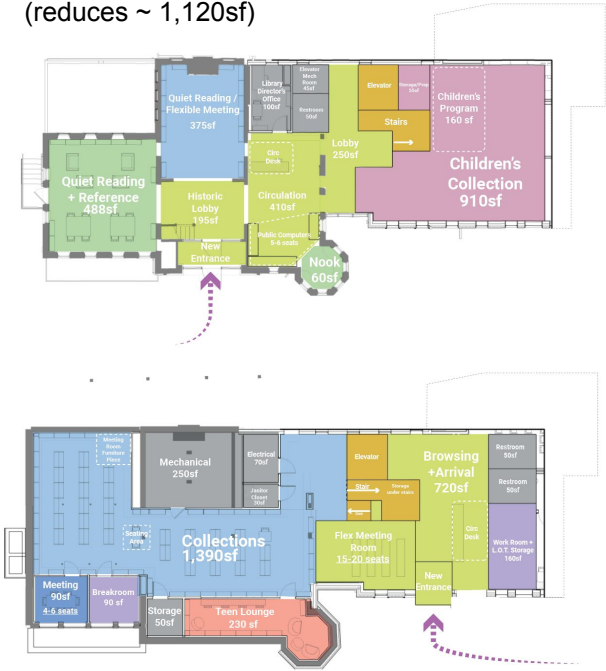 (reduces ~ 1,120sf)
Quiet Reading /
Flexible Meeting
375sf
Library
Director's
Office
100sf
Elevator
Mech
Room
45sf
Restroom
50sf
Elevator
Stairs
Children's
Program
160 sf
Lobby
250sf
Children's
Collection
910sf
Quiet Reading
+ Reference
488sf
Historic
Lobby
195sf
Circ
Desk
Circulation
410sf
Public Computers
5-6 seats
New
Entrance
Nook
60sf
Meeting
Room
Furniture
Mechanical
250sf
Electrical
70sf
Janitor
Closet
30sf
Elevator
Stair
Storage
under stairs
Browsing
+Arrival
720sf
Restroom
50sf
Restroom
50sf
Seating
Area
Collections
1,390sf
Flex Meeting
Room
15-20 seats
Circ
Desk
Work Room +
L.O.T. Storage
160sf
Meeting
90sf
4-6 seats
Breakroom
90 sf
Storage
50sf
Teen Lounge
230 sf
New
Entrance